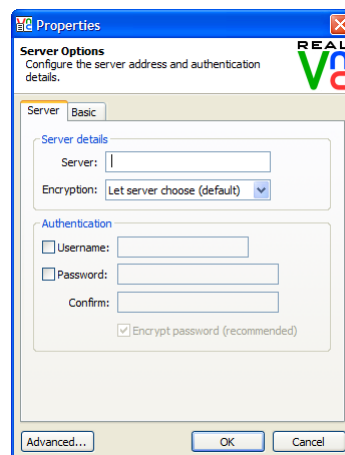 Properties
Server Options
Configure the server address and authentication
details.
REAL
Vn
Server Basic
Server details
Server:
Encryption: Let server choose (default)
Authentication
Username:
Password:
Confirm:
Encrypt password (recommended)
Advanced... OK Cancel